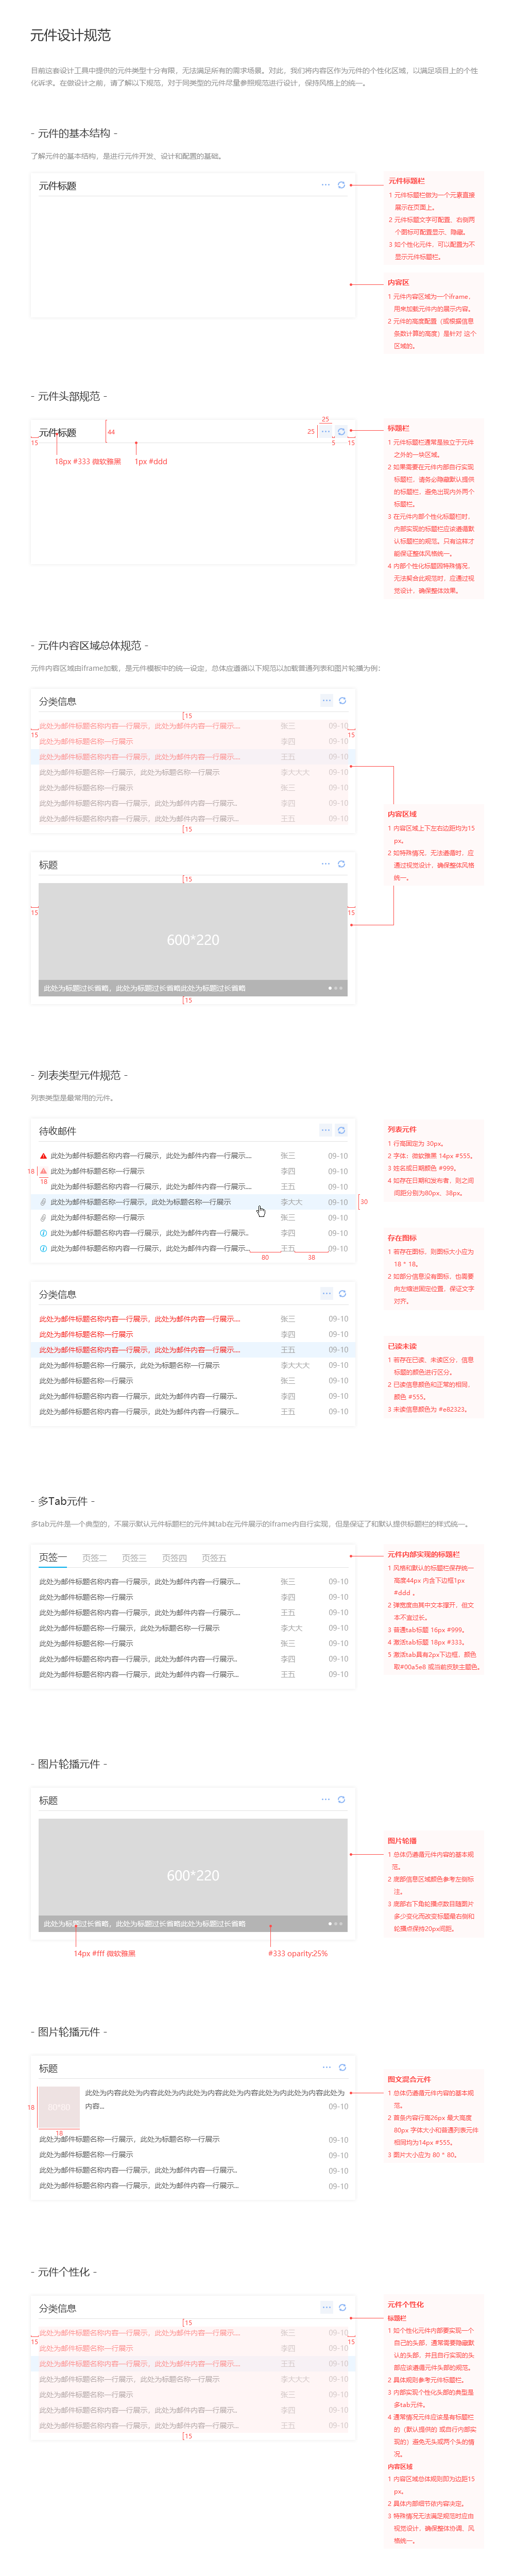 元件设计规范
目前这套设计工具中提供的元件类型十分有限，无法满足所有的需求场景。对此，我们将内容区作为元件的个性化区域，以满足项目上的个性
化诉求。在做设计之前，请了解以下规范，对于同类型的元件尽量参照规范进行设计，保持风格上的统一。
- 元件的基本结构 -
了解元件的基本结构，是进行元件开发，设计和配置的基础。
元件标题
元件标题栏
1 元件标题栏做为一个元素直接
展示在页面上。
2 元件标题文字可配置，右侧两
个图标可配置显示、隐藏。
3 如个性化元件，可以配置为不
显示元件标题栏。
内容区
1 元件内容区域为一个iframe，
用来加载元件内的展示内容。
2 元件的高度配置（或根据信息
条数计算的高度）是针对 这个
区域的。
- 元件头部规范 -
元件标题
44
25
25
15
5
15
18px #333 微软雅黑
1px #ddd
标题栏
1 元件标题栏通常是独立于元件
之外的一块区域。
2 如果需要在元件内部自行实现
标题栏，请务必隐藏默认提供
的标题栏，避免出现内外两个
标题栏。
3 在元件内部个性化标题栏时，
内部实现的标题栏应该遵循默
认标题栏的规范。只有这样才
能保证整体风格统一。
4 内部个性化标题因特殊情况，
无法契合此规范时，应通过视
觉设计，确保整体效果。
- 元件内容区域总体规范 -
元件内容区域由iframe加载，是元件模板中的统一设定，总体应遵循以下规范以加载普通列表和图片轮播为例：
分类信息
15
此处为邮件标题名称内容一行展示，此处为邮件内容一行展示... 张三 09-10
15
15
此处为邮件标题名称一行展示 李四 09-10
此处为邮件标题名称内容一行展示，此处为邮件内容一行展示... 王五 09-10
此处为邮件标题名称一行展示，此处为标题名称一行展示 李大大大 09-10
此处为邮件标题名称一行展示 张三 09-10
此处为邮件标题名称内容一行展示，此处为邮件内容一行展示.. 李四 09-10
此处为邮件标题名称内容一行展示，此处为邮件内容一行展示... 王五 09-10
15
内容区域
1 内容区域上下左右边距均为15
px。
2 如特殊情况，无法遵循时，应
通过视觉设计，确保整体风格
统一。
标题
15
15
15
600*220
此处为标题过长省略，此处为标题过长省略此处为标题过长省略
15
- 列表类型元件规范 -
列表类型是最常用的元件。
待收邮件
此处为邮件标题名称内容一行展示，此处为邮件内容一行展示... 张三 09-10
18
此处为邮件标题名称一行展示 李四 09-10
18
此处为邮件标题名称内容一行展示，此处为邮件内容一行展示... 王五 09-10
此处为邮件标题名称一行展示，此处为标题名称一行展示 李大大 09-10
30
此处为邮件标题名称一行展示 张三 09-10
此处为邮件标题名称内容一行展示，此处为邮件内容一行展示.. 李四 09-10
此处为邮件标题名称内容一行展示，此处为邮件内容一行展示... 王五 09-10
80
38
列表元件
1 行高固定为 30px。
2 字体：微软雅黑 14px #555。
3 姓名或日期颜色 #999。
4 如存在日期和发布者，则之间
间距分别为80px、38px。
存在图标
1 若存在图标，则图标大小应为
18 * 18。
2 如部分信息没有图标，也需要
向左缩进固定位置，保证文字
对齐。
分类信息
此处为邮件标题名称内容一行展示，此处为邮件内容一行展示... 张三 09-10
此处为邮件标题名称一行展示 李四 09-10
此处为邮件标题名称内容一行展示，此处为邮件内容一行展示... 王五 09-10
此处为邮件标题名称一行展示，此处为标题名称一行展示 李大大大 09-10
此处为邮件标题名称一行展示 张三 09-10
此处为邮件标题名称内容一行展示，此处为邮件内容一行展示.. 李四 09-10
此处为邮件标题名称内容一行展示，此处为邮件内容一行展示... 王五 09-10
已读未读
1 若存在已读、未读区分，信息
标题的颜色进行区分。
2 已读信息颜色和正常的相同，
颜色 #555。
3 未读信息颜色为 #e82323。
- 多Tab元件 -
多tab元件是一个典型的，不展示默认元件标题栏的元件其tab在元件展示的iframe内自行实现，但是保证了和默认提供标题栏的样式统一。
页签一 页签二 页签三 页签四 页签五
此处为邮件标题名称内容一行展示，此处为邮件内容一行展示... 张三 09-10
此处为邮件标题名称一行展示 李四 09-10
此处为邮件标题名称内容一行展示，此处为邮件内容一行展示... 王五 09-10
此处为邮件标题名称一行展示，此处为标题名称一行展示 李大大 09-10
此处为邮件标题名称一行展示 张三 09-10
此处为邮件标题名称内容一行展示，此处为邮件内容一行展示.. 李四 09-10
此处为邮件标题名称内容一行展示，此处为邮件内容一行展示... 王五 09-10
元件内部实现的标题栏
1 风格和默认的标题栏保存统一
高度44px 内含下边框1px
#ddd 。
2 弹宽度由其中文本撑开，但文
本不宜过长。
3 普通tab标题 16px #999。
4 激活tab标题 18px #333。
5 激活tab具有2px下边框，颜色
取#00a5e8 或当前皮肤主题色。
- 图片轮播元件 -
标题
600*220
此处为标题过长省略，此处为标题过长省略此处为标题过长省略
14px #fff 微软雅黑
#333 oparity:25%
图片轮播
1 总体仍遵循元件内容的基本规
范。
2 底部信息区域颜色参考左侧标
注。
3 底部右下角轮播点数获随图片
多少变化而改变标题最右侧和
轮播点保持20px间距。
- 图片轮播元件 -
标题
18
80*80
18
此处为内容此处为内容此处为内此处为内容此处为内容此处为内此处为内容此处为
内容... 09-10
此处为邮件标题名称一行展示，此处为标题名称一行展示 09-10
此处为邮件标题名称一行展示 09-10
此处为邮件标题名称内容一行展示，此处为邮件内容一行展示.. 09-10
此处为邮件标题名称内容一行展示，此处为邮件内容一行展示... 09-10
图文混合元件
1 总体仍遵循元件内容的基本规
范。
2 首条内容行高26px 最大高度
80px 字体大小和普通列表元件
相同均为14px #555。
3 图片大小应为 80 * 80。
- 元件个性化 -
分类信息
15
此处为邮件标题名称内容一行展示，此处为邮件内容一行展示... 张三 09-10
15
15
此处为邮件标题名称一行展示 李四 09-10
此处为邮件标题名称内容一行展示，此处为邮件内容一行展示... 王五 09-10
此处为邮件标题名称一行展示，此处为标题名称一行展示 李大大大 09-10
此处为邮件标题名称一行展示 张三 09-10
此处为邮件标题名称内容一行展示，此处为邮件内容一行展示.. 李四 09-10
此处为邮件标题名称内容一行展示，此处为邮件内容一行展示... 王五 09-10
15
元件个性化
标题栏
1 如个性化元件内部要实现一个
自己的头部，通常需要隐藏默
认的头部，并且自行实现的头
部应该遵循元件头部的规范。
2 具体规则参考元件标题栏。
3 内部实现个性化头部的典型是
多tab元件。
4 通常情况元件应该是有标题栏
的（默认提供的 或自行内部实
现的）避免无头或两个头的情
况。
内容区域
1 内容区域总体规则即为边距15
px。
2 具体内部细节依内容决定。
3 特殊情况无法满足规范时应由
视觉设计，确保整体协调，风
格统一。